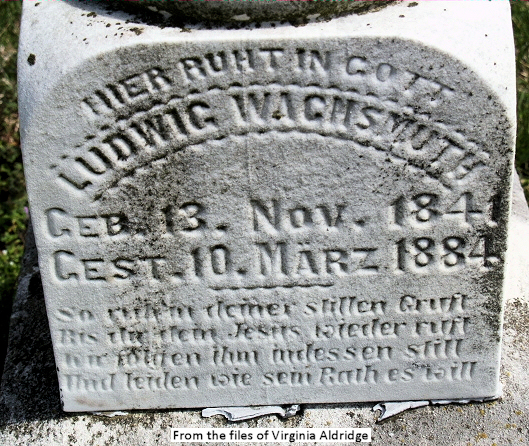 HIER RUHT IN GOTT
LUDWIG WACHSMUTH
GEB. 13. NOV. 1841
GEST. 10. MÄRZ 1884
So ruh in deiner stillen Gruft
Bis du dein Jesus wieder ruft
wir folgen ihm indessen still
Und leiden wie sein Rath es will
From the files of Virginia Aldridge